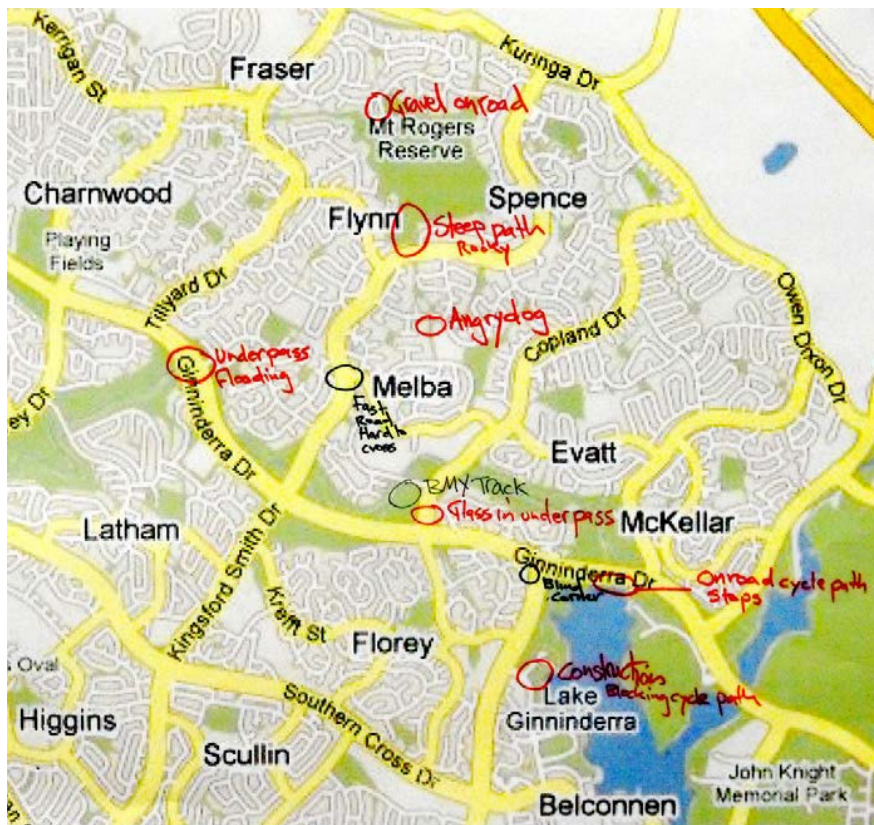 Kerrigan St
Fraser
Kuringa Dr
Gravel on road
Mt Rogers
Reserve
Charnwood
Spence
Flynn
Steep path
Rocky
Playing
Fields
Tillyard Dr
Angry dog
Copland Dr
Owen Dixon Dr
Underpass
Flooding
Ginninderra Dr
Melba
ey Dr
Fast
Road
Hard to
cross
Evatt
BMX Track
Glass in underpass
McKellar
Latham
Ginninderra Dr
Blind
corner
On road cycle path
Stops
Kingsford Smith Dr
Krefft St
Florey
Construction
Blocking cycle path
s Oval
Lake
Ginninderra
Higgins
Southern Cross Dr
Scullin
John Knight
Memorial Park
Belconnen